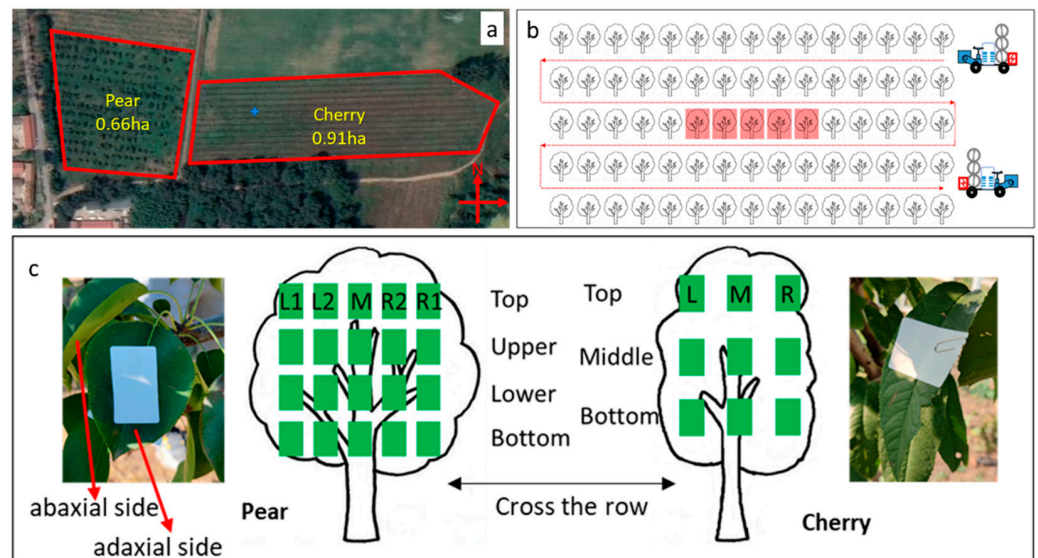 a
Pear
0.66ha
Cherry
0.91ha
N
b
c
L1 L2 M R2 R1
Top
Upper
Lower
Bottom
abaxial side
adaxial side
Pear
Cross the row
Top
Middle
Bottom
L M R
Cherry